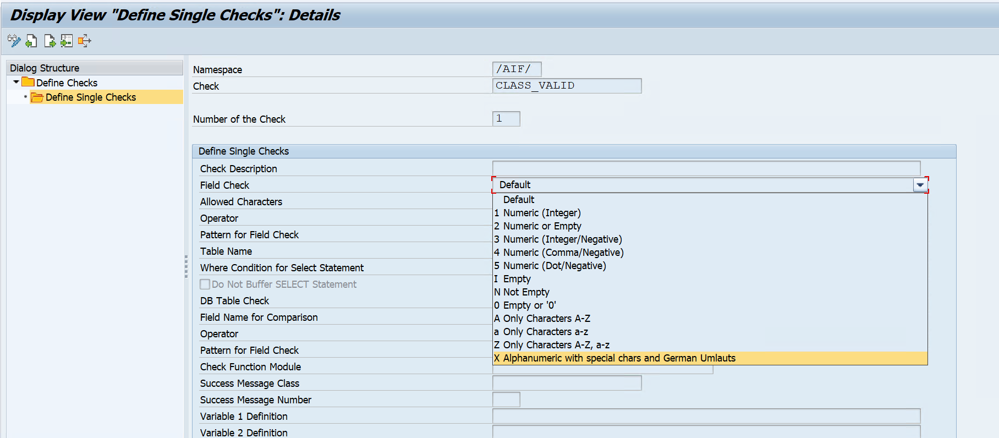 Display View "Define Single Checks": Details
Dialog Structure
Define Checks
Define Single Checks
Namespace /AIF/
Check CLASS_VALID
Number of the Check 1
Define Single Checks
Check Description
Field Check Default
Allowed Characters
Operator
Pattern for Field Check
Table Name
Where Condition for Select Statement
Do Not Buffer SELECT Statement
DB Table Check
Field Name for Comparison
Operator
Pattern for Field Check
Check Function Module
Success Message Class
Success Message Number
Variable 1 Definition
Variable 2 Definition
Default
1 Numeric (Integer)
2 Numeric or Empty
3 Numeric (Integer/Negative)
4 Numeric (Comma/Negative)
5 Numeric (Dot/Negative)
I Empty
N Not Empty
0 Empty or '0'
A Only Characters A-Z
a Only Characters a-z
Z Only Characters A-Z, a-z
X Alphanumeric with special chars and German Umlauts